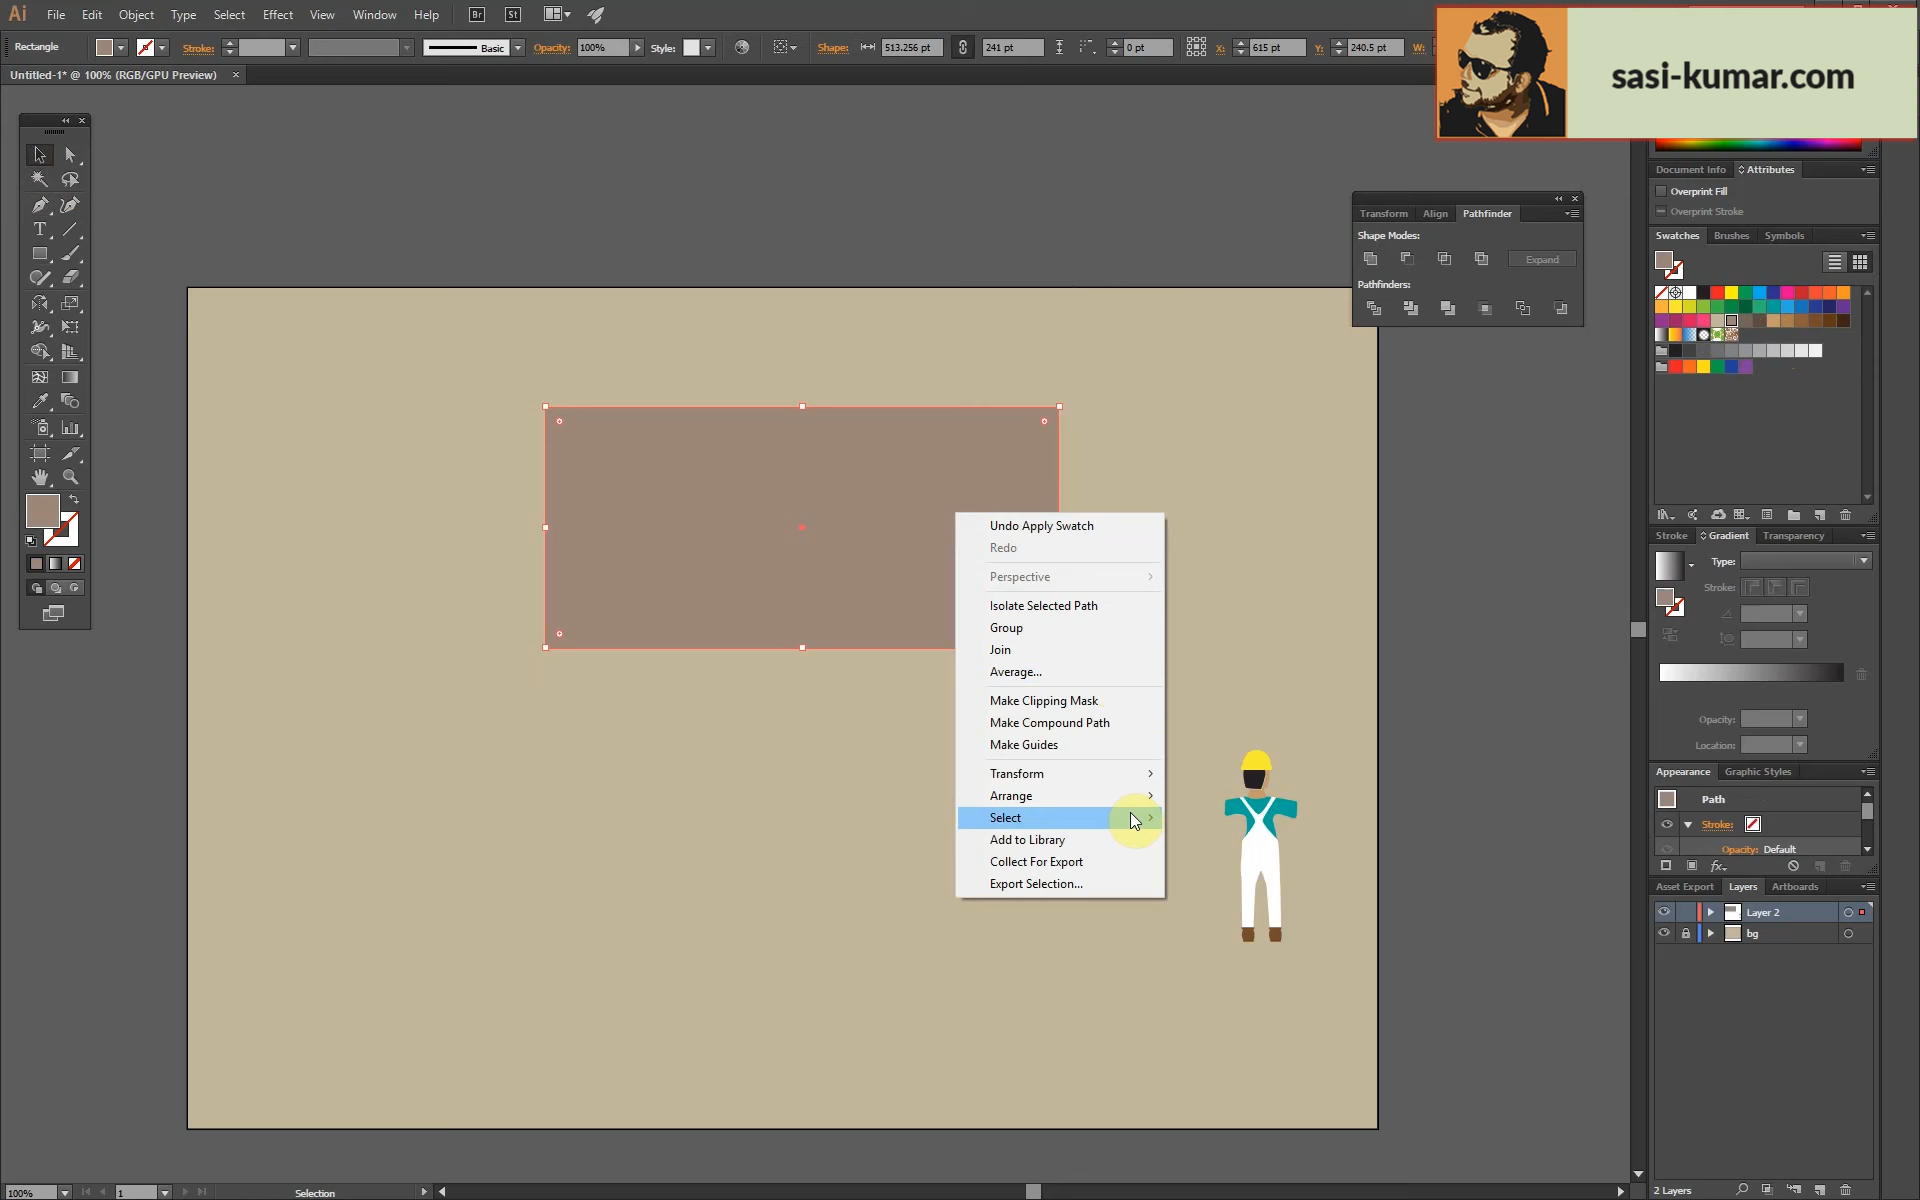 Ai File Edit Object Type Select Effect View Window Help Br St
Rectangle Stroke: Basic Opacity: 100% Style: Shape: 513.256 pt 241 pt 0 pt X: 615 pt Y: 240.5 pt W:
sasi-kumar.com
Untitled-1* @ 100% (RGB/GPU Preview)
Document Info Attributes
Overprint Fill
Overprint Stroke
Transform Align Pathfinder
Shape Modes:
Expand
Pathfinders:
Swatches Brushes Symbols
Undo Apply Swatch
Redo
Perspective
Isolate Selected Path
Group
Join
Average...
Make Clipping Mask
Make Compound Path
Make Guides
Transform
Arrange
Select
Add to Library
Collect For Export
Export Selection...
Stroke Gradient Transparency
Type:
Stroke:
Opacity:
Location:
Appearance Graphic Styles
Path
Stroke:
Opacity: Default
fx
Asset Export Layers Artboards
Layer 2
bg
2 Layers
100% 1 Selection